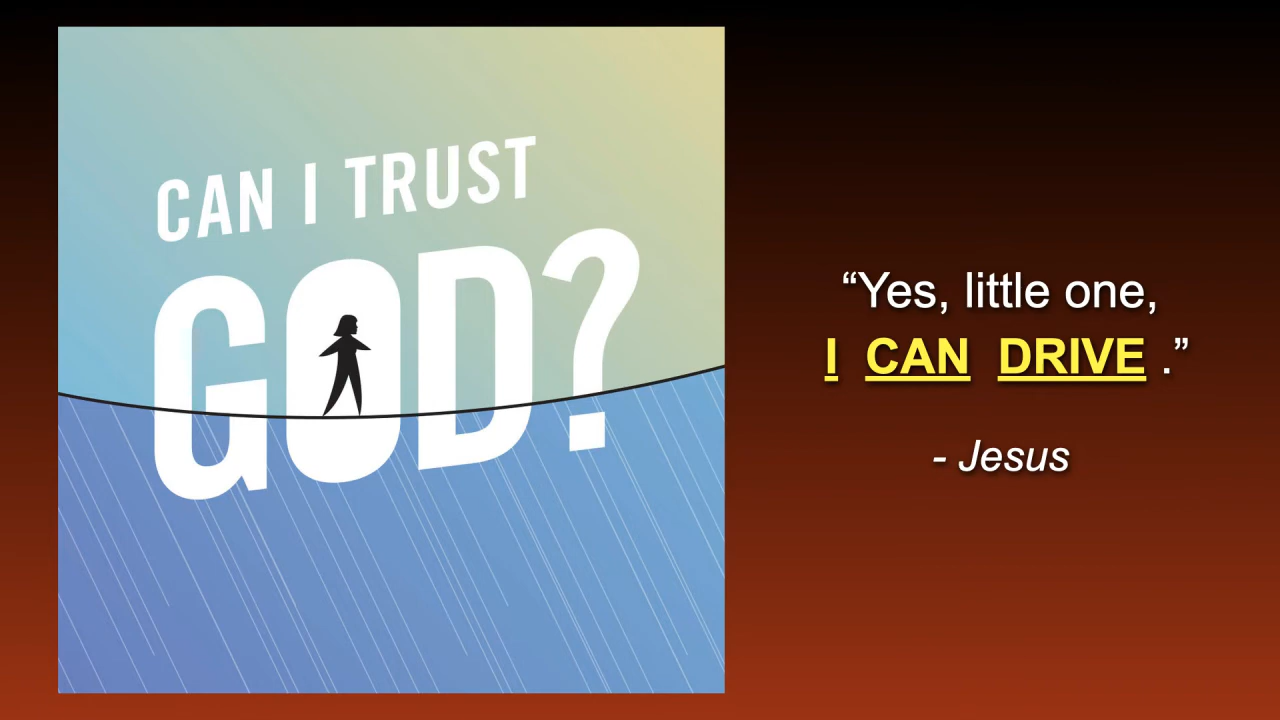 CAN I TRUST
GOD?
“Yes, little one,
I CAN DRIVE .”
- Jesus